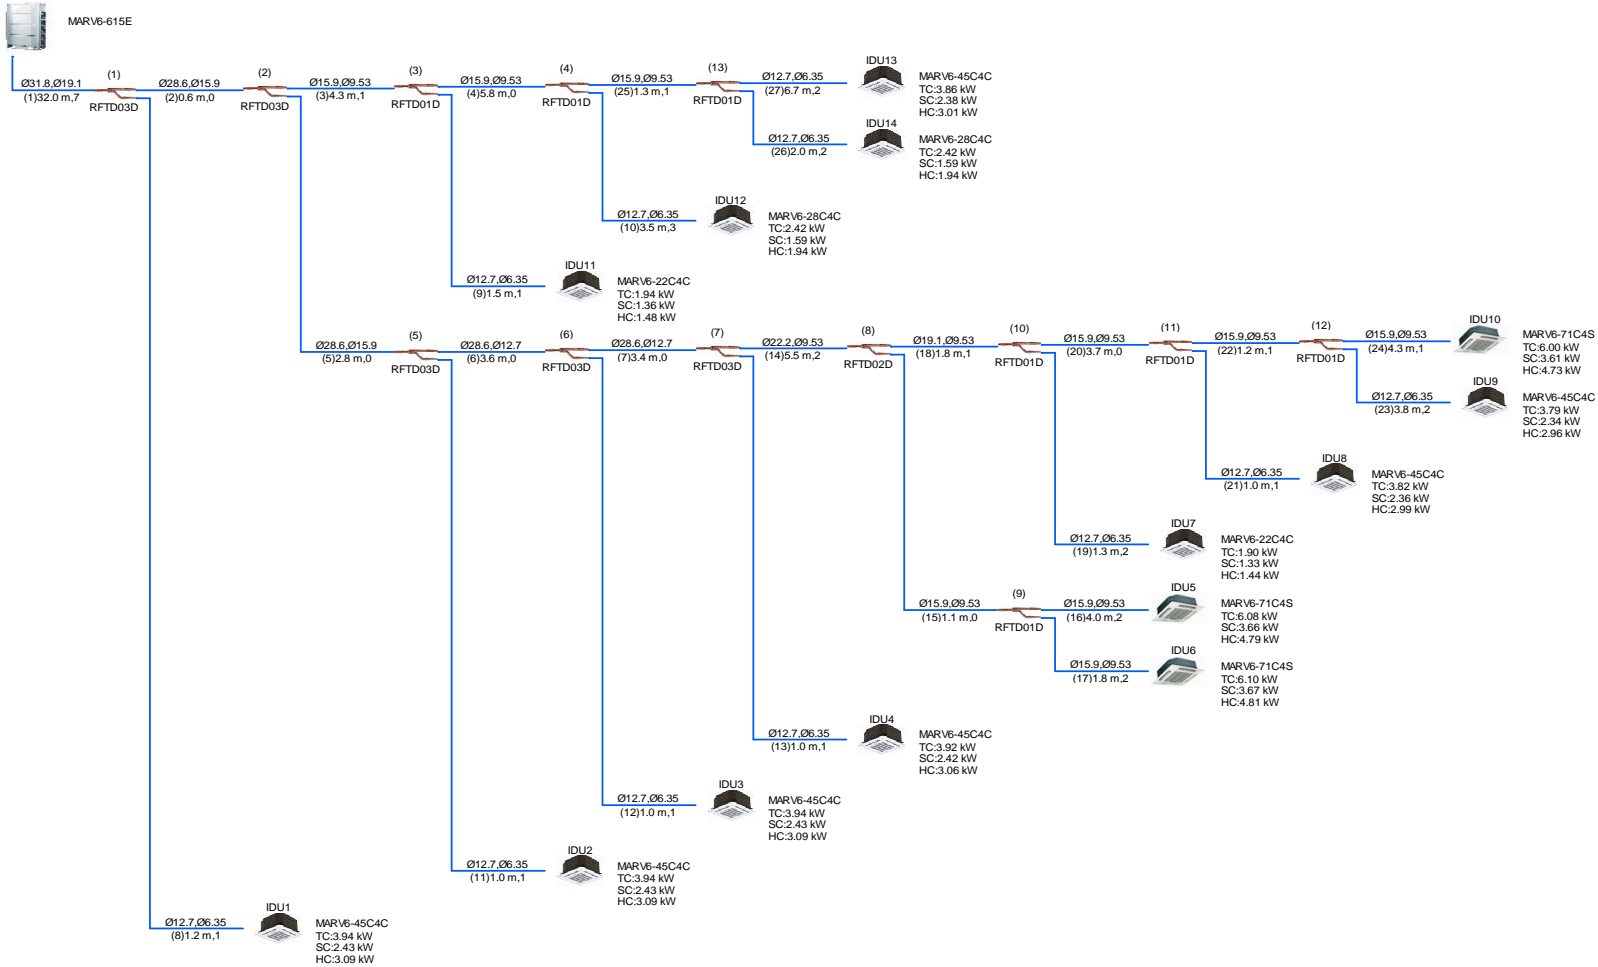 MARV6-615E
Ø31.8,Ø19.1
(1)32.0 m,7
(1)
RFTD03D
Ø28.6,Ø15.9
(2)0.6 m,0
(2)
RFTD03D
Ø15.9,Ø9.53
(3)4.3 m,1
(3)
RFTD01D
Ø15.9,Ø9.53
(4)5.8 m,0
(4)
RFTD01D
Ø15.9,Ø9.53
(25)1.3 m,1
(13)
RFTD01D
Ø12.7,Ø6.35
(27)6.7 m,2
IDU13
MARV6-45C4C
TC:3.86 kW
SC:2.38 kW
HC:3.01 kW
Ø12.7,Ø6.35
(26)2.0 m,2
IDU14
MARV6-28C4C
TC:2.42 kW
SC:1.59 kW
HC:1.94 kW
Ø12.7,Ø6.35
(10)3.5 m,3
IDU12
MARV6-28C4C
TC:2.42 kW
SC:1.59 kW
HC:1.94 kW
Ø12.7,Ø6.35
(9)1.5 m,1
IDU11
MARV6-22C4C
TC:1.94 kW
SC:1.36 kW
HC:1.48 kW
Ø28.6,Ø15.9
(5)2.8 m,0
(5)
RFTD03D
Ø28.6,Ø12.7
(6)3.6 m,0
(6)
RFTD03D
Ø28.6,Ø12.7
(7)3.4 m,0
(7)
RFTD03D
Ø22.2,Ø9.53
(14)5.5 m,2
(8)
RFTD02D
Ø19.1,Ø9.53
(18)1.8 m,1
(10)
RFTD01D
Ø15.9,Ø9.53
(20)3.7 m,0
(11)
RFTD01D
Ø15.9,Ø9.53
(22)1.2 m,1
(12)
RFTD01D
Ø15.9,Ø9.53
(24)4.3 m,1
IDU10
MARV6-71C4S
TC:6.00 kW
SC:3.61 kW
HC:4.73 kW
Ø12.7,Ø6.35
(23)3.8 m,2
IDU9
MARV6-45C4C
TC:3.79 kW
SC:2.34 kW
HC:2.96 kW
Ø12.7,Ø6.35
(21)1.0 m,1
IDU8
MARV6-45C4C
TC:3.82 kW
SC:2.36 kW
HC:2.99 kW
Ø12.7,Ø6.35
(19)1.3 m,2
IDU7
MARV6-22C4C
TC:1.90 kW
SC:1.33 kW
HC:1.44 kW
Ø15.9,Ø9.53
(15)1.1 m,0
(9)
RFTD01D
Ø15.9,Ø9.53
(16)4.0 m,2
IDU5
MARV6-71C4S
TC:6.08 kW
SC:3.66 kW
HC:4.79 kW
Ø15.9,Ø9.53
(17)1.8 m,2
IDU6
MARV6-71C4S
TC:6.10 kW
SC:3.67 kW
HC:4.81 kW
Ø12.7,Ø6.35
(13)1.0 m,1
IDU4
MARV6-45C4C
TC:3.92 kW
SC:2.42 kW
HC:3.06 kW
Ø12.7,Ø6.35
(12)1.0 m,1
IDU3
MARV6-45C4C
TC:3.94 kW
SC:2.43 kW
HC:3.09 kW
Ø12.7,Ø6.35
(11)1.0 m,1
IDU2
MARV6-45C4C
TC:3.94 kW
SC:2.43 kW
HC:3.09 kW
Ø12.7,Ø6.35
(8)1.2 m,1
IDU1
MARV6-45C4C
TC:3.94 kW
SC:2.43 kW
HC:3.09 kW